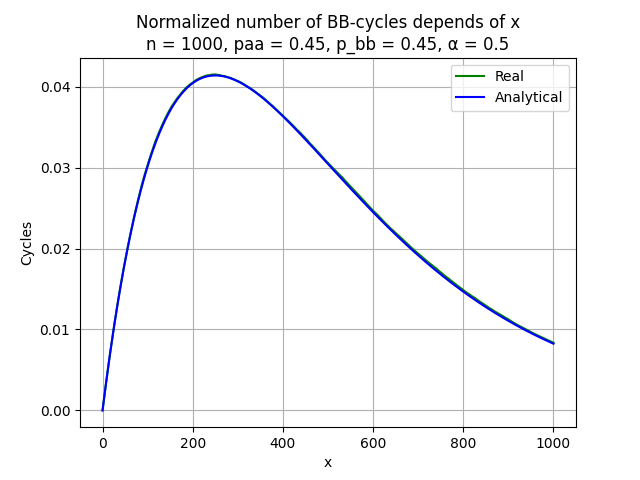 Normalized number of BB-cycles depends of x
n = 1000, paa = 0.45, p_bb = 0.45, α = 0.5
Real
Analytical
0.04
0.03
0.02
0.01
0.00
Cycles
0 200 400 600 800 1000
x